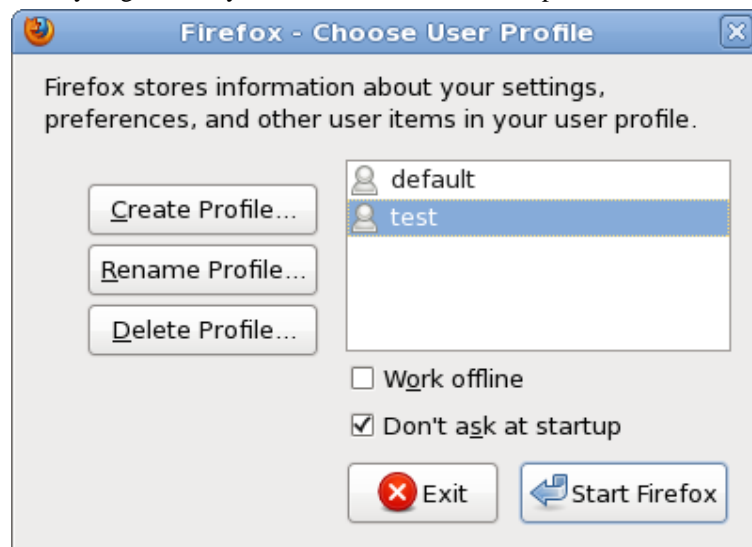 Firefox - Choose User Profile
Firefox stores information about your settings,
preferences, and other user items in your user profile.
default
Create Profile...
test
Rename Profile...
Delete Profile...
Work offline
Don't ask at startup
Exit
Start Firefox